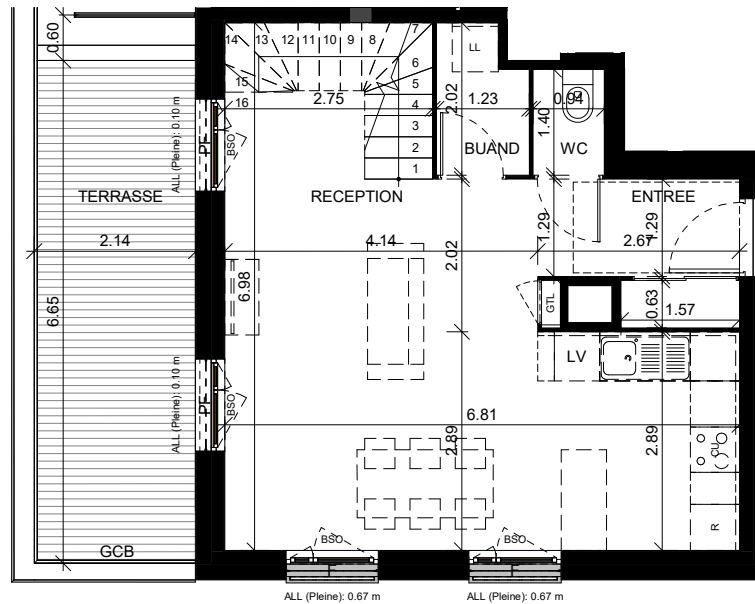 0.60
14
13
12
11
10
9
8
7
6
5
4
3
2
1
15
16
LL
2.75
2.02
1.23
1.40
0.94
BUAND
WC
PF
BSO
ALL (Pleine): 0.10 m
TERRASSE
RECEPTION
ENTREE
2.14
4.14
2.02
1.29
2.67
1.29
6.65
6.98
GTL
0.63
1.57
LV
ALL (Pleine): 0.10 m
PF
BSO
6.81
2.89
2.89
CU
R
GCB
BSO
BSO
F
F
ALL (Pleine): 0.67 m
ALL (Pleine): 0.67 m